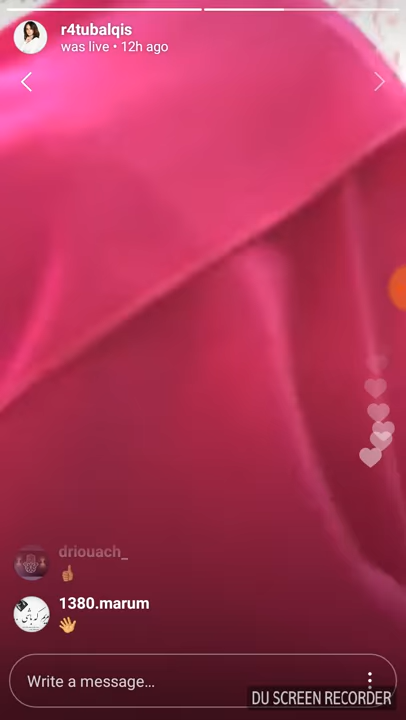 r4tubalqis
was live • 12h ago
driouach_
👍
1380.marum
👋
Write a message...
DU SCREEN RECORDER